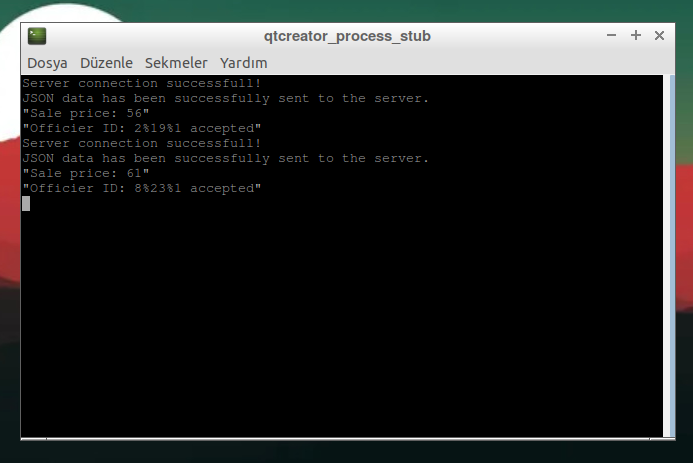 qtcreator_process_stub
Dosya Düzenle Sekmeler Yardım
Server connection successfull!
JSON data has been successfully sent to the server.
"Sale price: 56"
"Officier ID: 2%19%1 accepted"
Server connection successfull!
JSON data has been successfully sent to the server.
"Sale price: 61"
"Officier ID: 8%23%1 accepted"